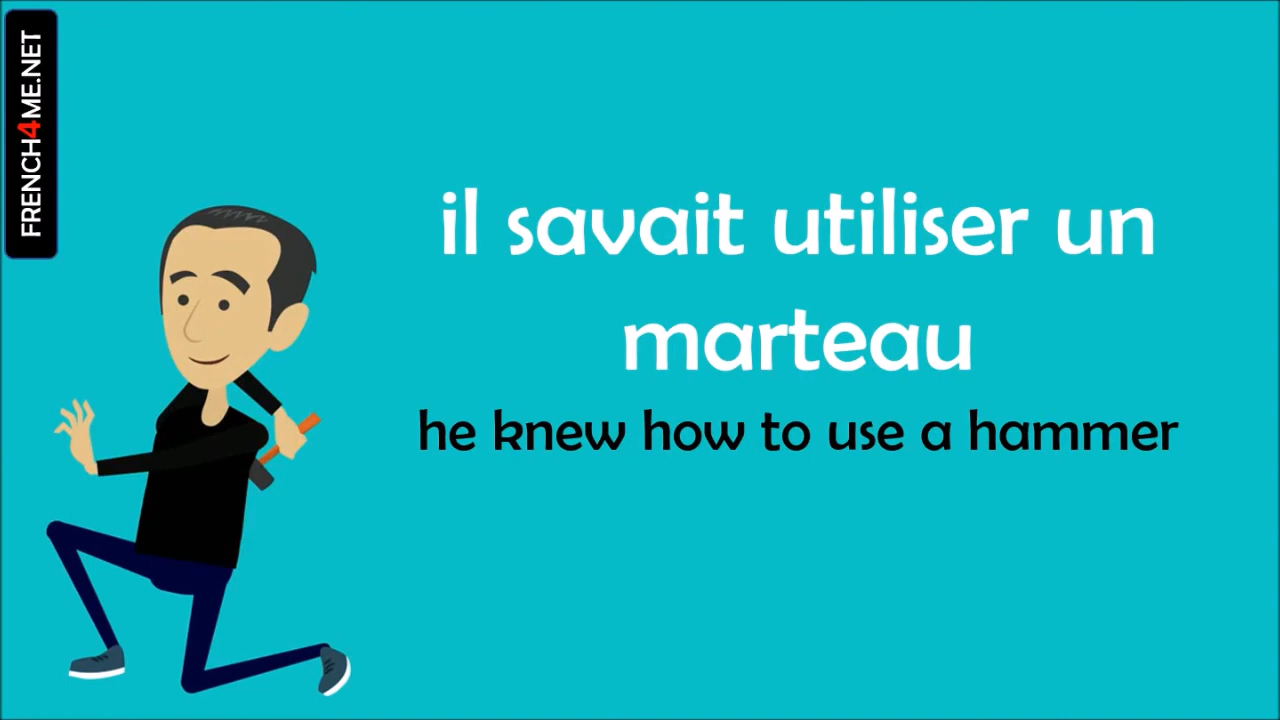 FRENCH4ME.NET
il savait utiliser un
marteau
he knew how to use a hammer